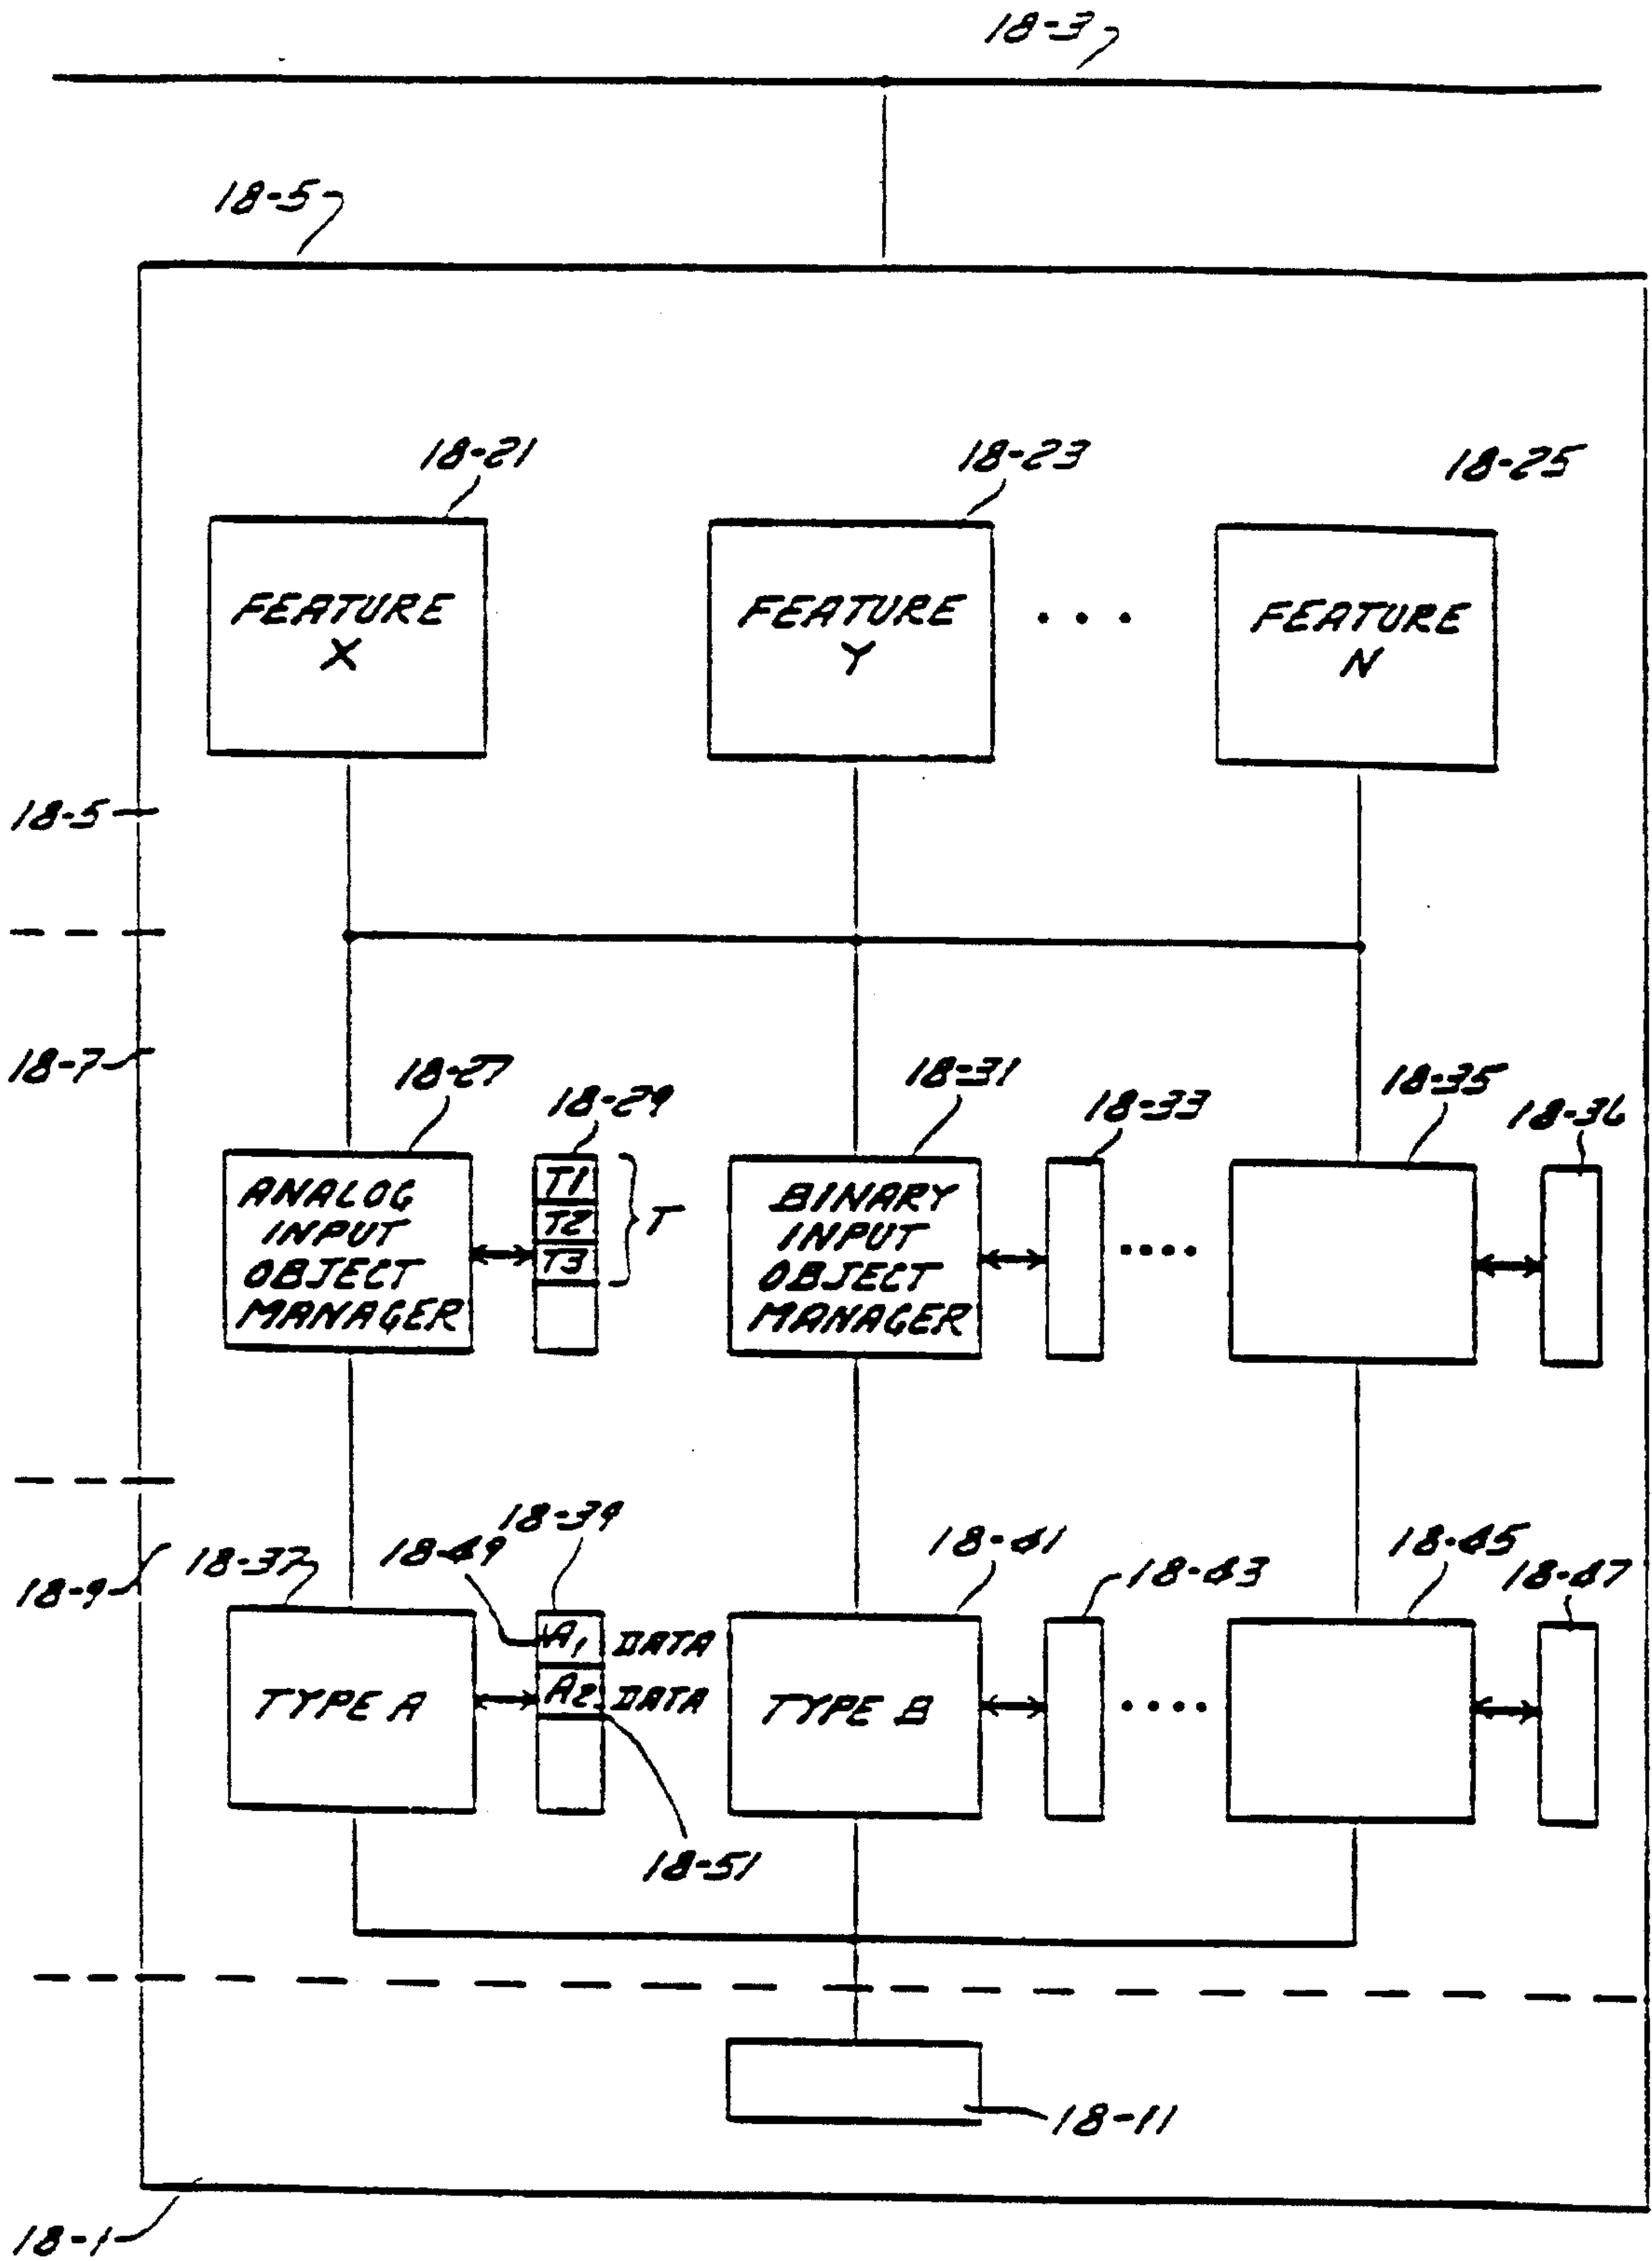 18-3
18-5
18-21
18-23
18-25
FEATURE
X
FEATURE
Y
. . .
FEATURE
N
18-5
18-7
18-27
18-29
18-31
18-33
18-35
18-36
ANALOG
INPUT
OBJECT
MANAGER
T1
T2
T3
T
BINARY
INPUT
OBJECT
MANAGER
....
18-9
18-37
18-49
18-39
18-41
18-43
18-45
18-47
TYPE A
A1 DATA
A2 DATA
TYPE B
....
18-51
18-11
18-1